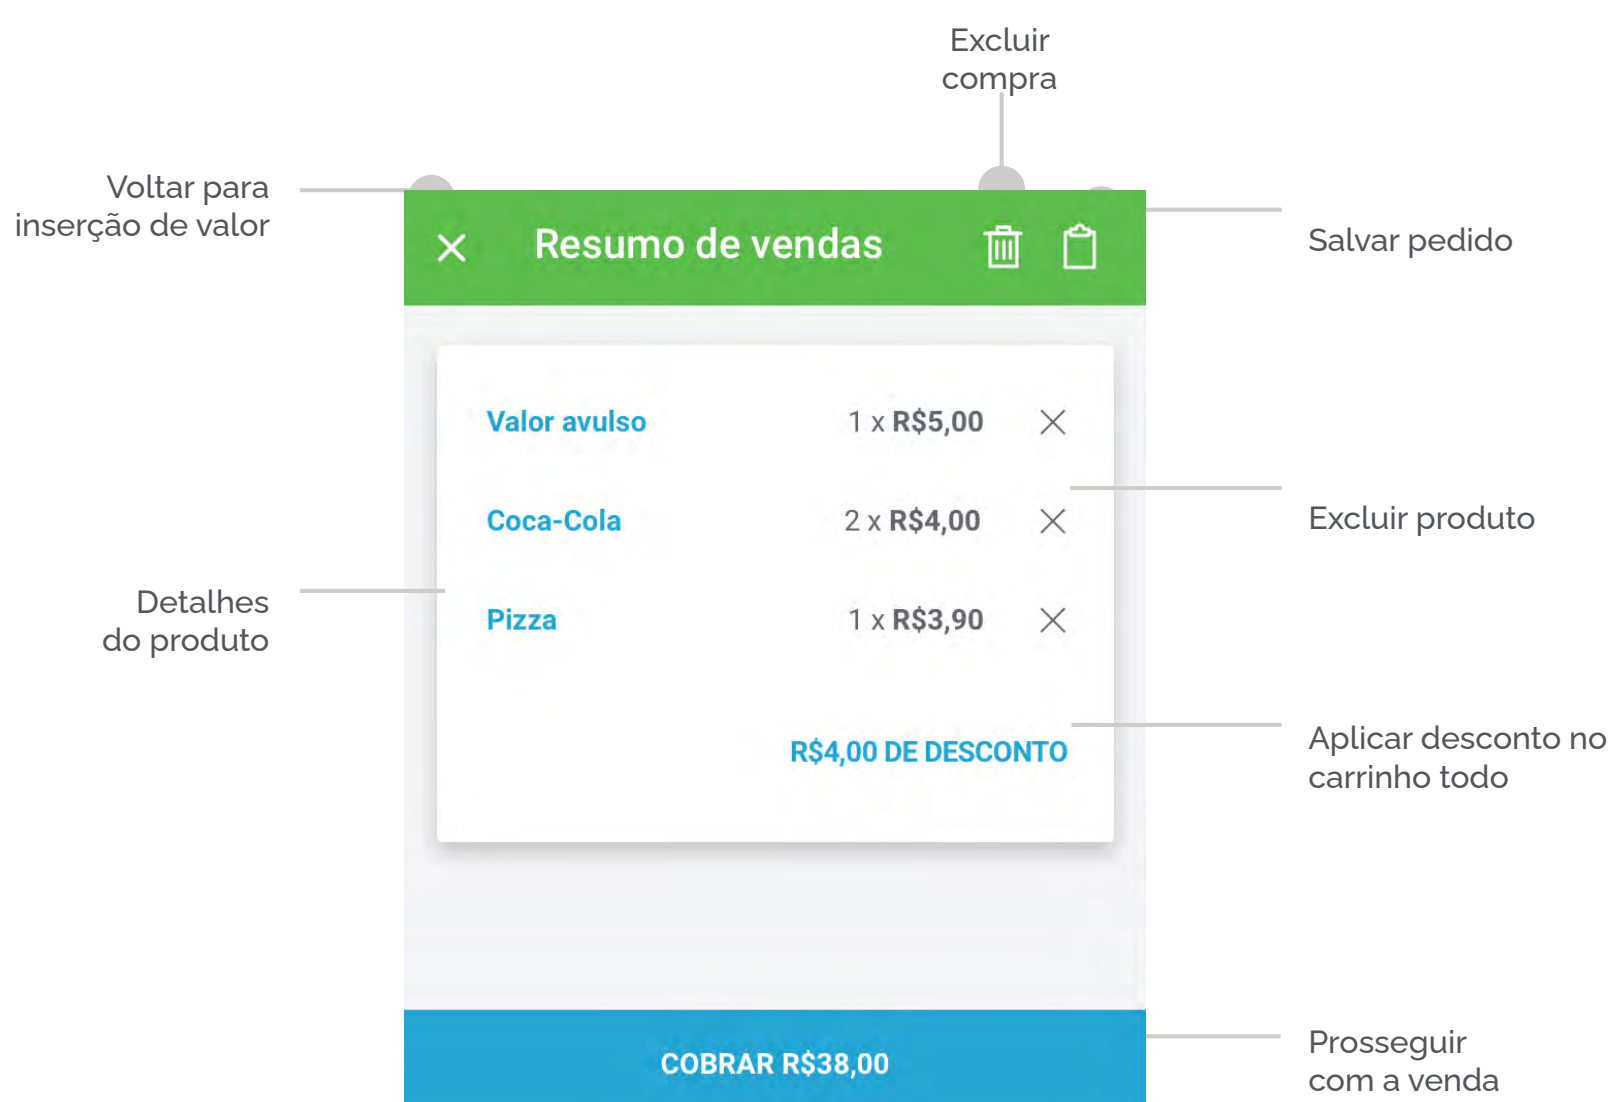 Excluir
compra
Voltar para
inserção de valor
Resumo de vendas
Salvar pedido
Valor avulso 1 x R$5,00
Coca-Cola 2 x R$4,00
Excluir produto
Detalhes
do produto
Pizza 1 x R$3,90
R$4,00 DE DESCONTO
Aplicar desconto no
carrinho todo
COBRAR R$38,00
Prosseguir
com a venda